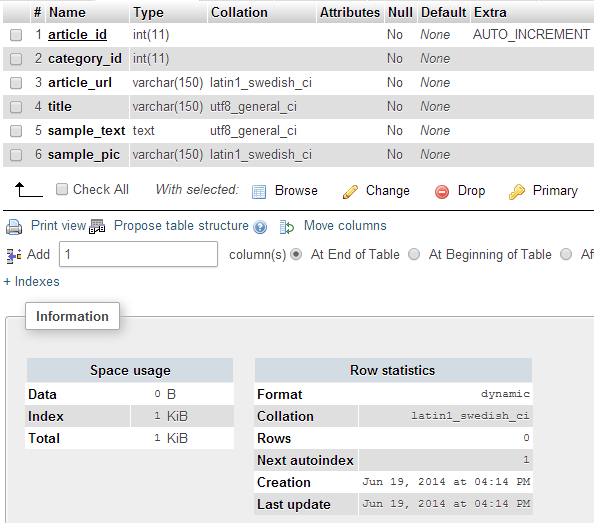 # Name Type Collation Attributes Null Default Extra
1 article_id int(11) No None AUTO_INCREMENT
2 category_id int(11) No None
3 article_url varchar(150) latin1_swedish_ci No None
4 title varchar(150) utf8_general_ci No None
5 sample_text text utf8_general_ci No None
6 sample_pic varchar(150) latin1_swedish_ci No None
Check All With selected: Browse Change Drop Primary
Print view Propose table structure Move columns
Add 1 column(s) At End of Table At Beginning of Table Af
+ Indexes
Information
Space usage
Data 0 B
Index 1 KiB
Total 1 KiB
Row statistics
Format dynamic
Collation latin1_swedish_ci
Rows 0
Next autoindex 1
Creation Jun 19, 2014 at 04:14 PM
Last update Jun 19, 2014 at 04:14 PM